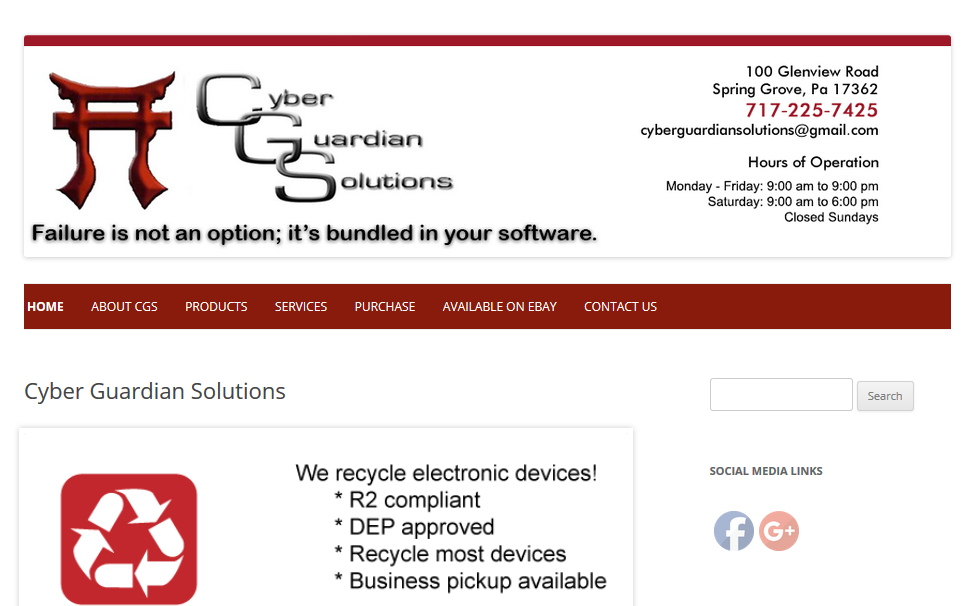 Cyber
Guardian
Solutions
Failure is not an option; it's bundled in your software.
100 Glenview Road
Spring Grove, Pa 17362
717-225-7425
cyberguardiansolutions@gmail.com
Hours of Operation
Monday - Friday: 9:00 am to 9:00 pm
Saturday: 9:00 am to 6:00 pm
Closed Sundays
HOME ABOUT CGS PRODUCTS SERVICES PURCHASE AVAILABLE ON EBAY CONTACT US
Cyber Guardian Solutions
We recycle electronic devices!
* R2 compliant
* DEP approved
* Recycle most devices
* Business pickup available
Search
SOCIAL MEDIA LINKS
f G+